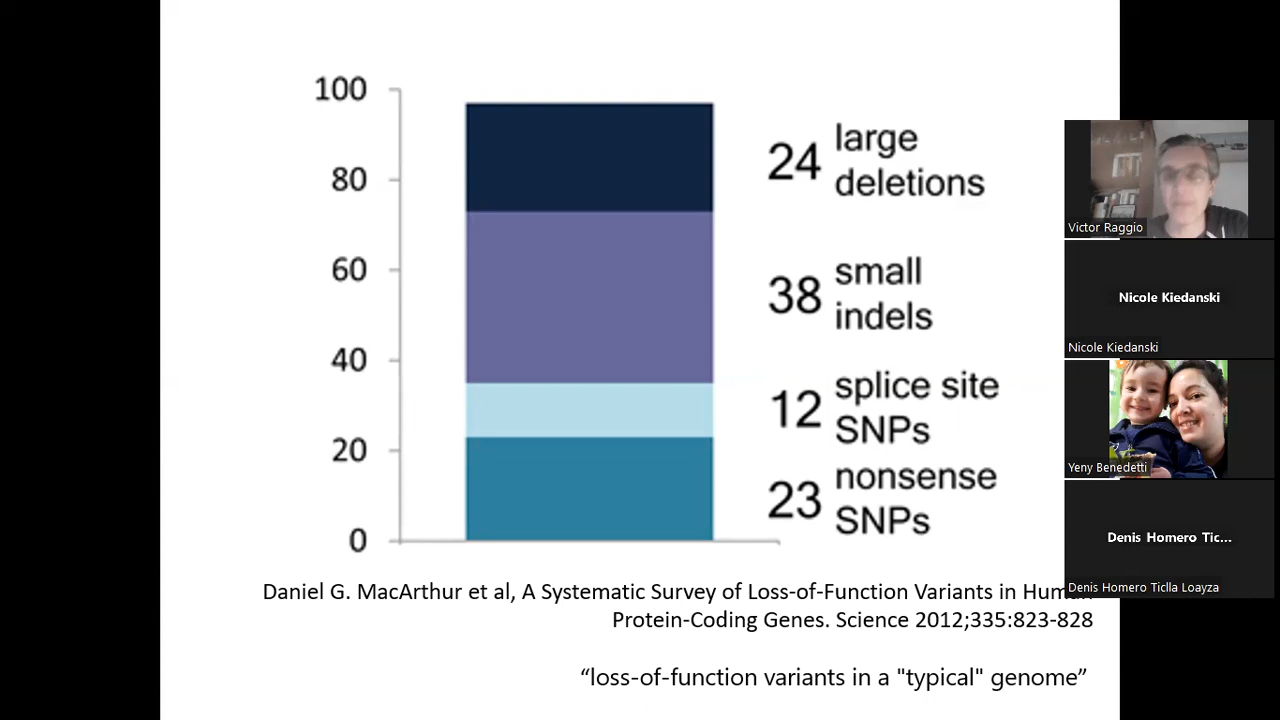 100
80
60
40
20
0
24 large
deletions
38 small
indels
12 splice site
SNPs
23 nonsense
SNPs
Daniel G. MacArthur et al, A Systematic Survey of Loss-of-Function Variants in Human
Protein-Coding Genes. Science 2012;335:823-828
“loss-of-function variants in a "typical" genome”
Victor Raggio
Nicole Kiedanski
Nicole Kiedanski
Yeny Benedetti
Denis Homero Tic...
Denis Homero Ticlla Loayza